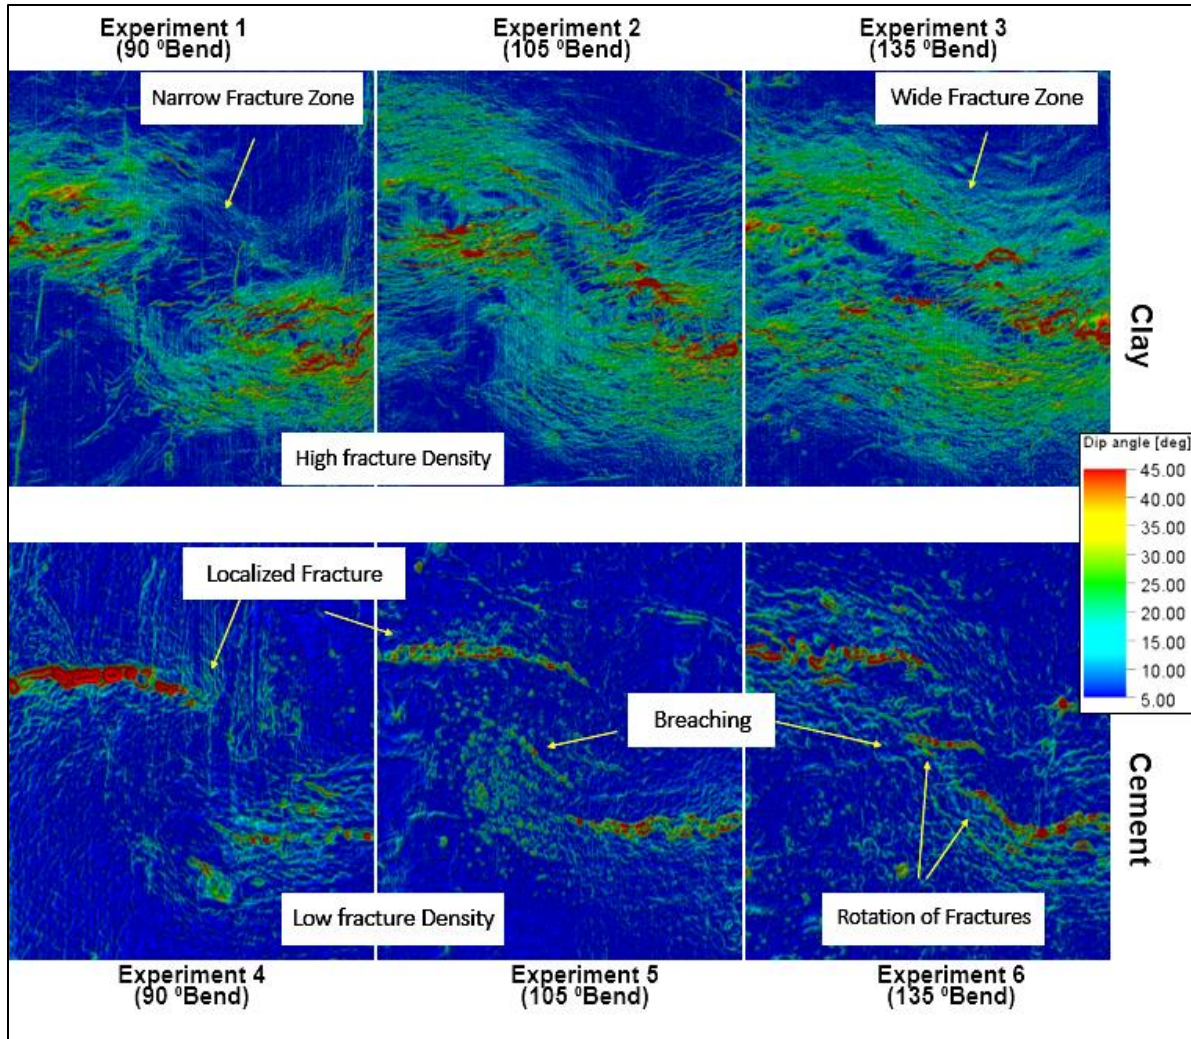 Experiment 1
(90 ⁰Bend)
Experiment 2
(105 ⁰Bend)
Experiment 3
(135 ⁰Bend)
Narrow Fracture Zone
Wide Fracture Zone
Clay
High fracture Density
Dip angle [deg]
45.00
40.00
35.00
30.00
25.00
20.00
15.00
10.00
5.00
Localized Fracture
Breaching
Cement
Low fracture Density
Rotation of Fractures
Experiment 4
(90 ⁰Bend)
Experiment 5
(105 ⁰Bend)
Experiment 6
(135 ⁰Bend)